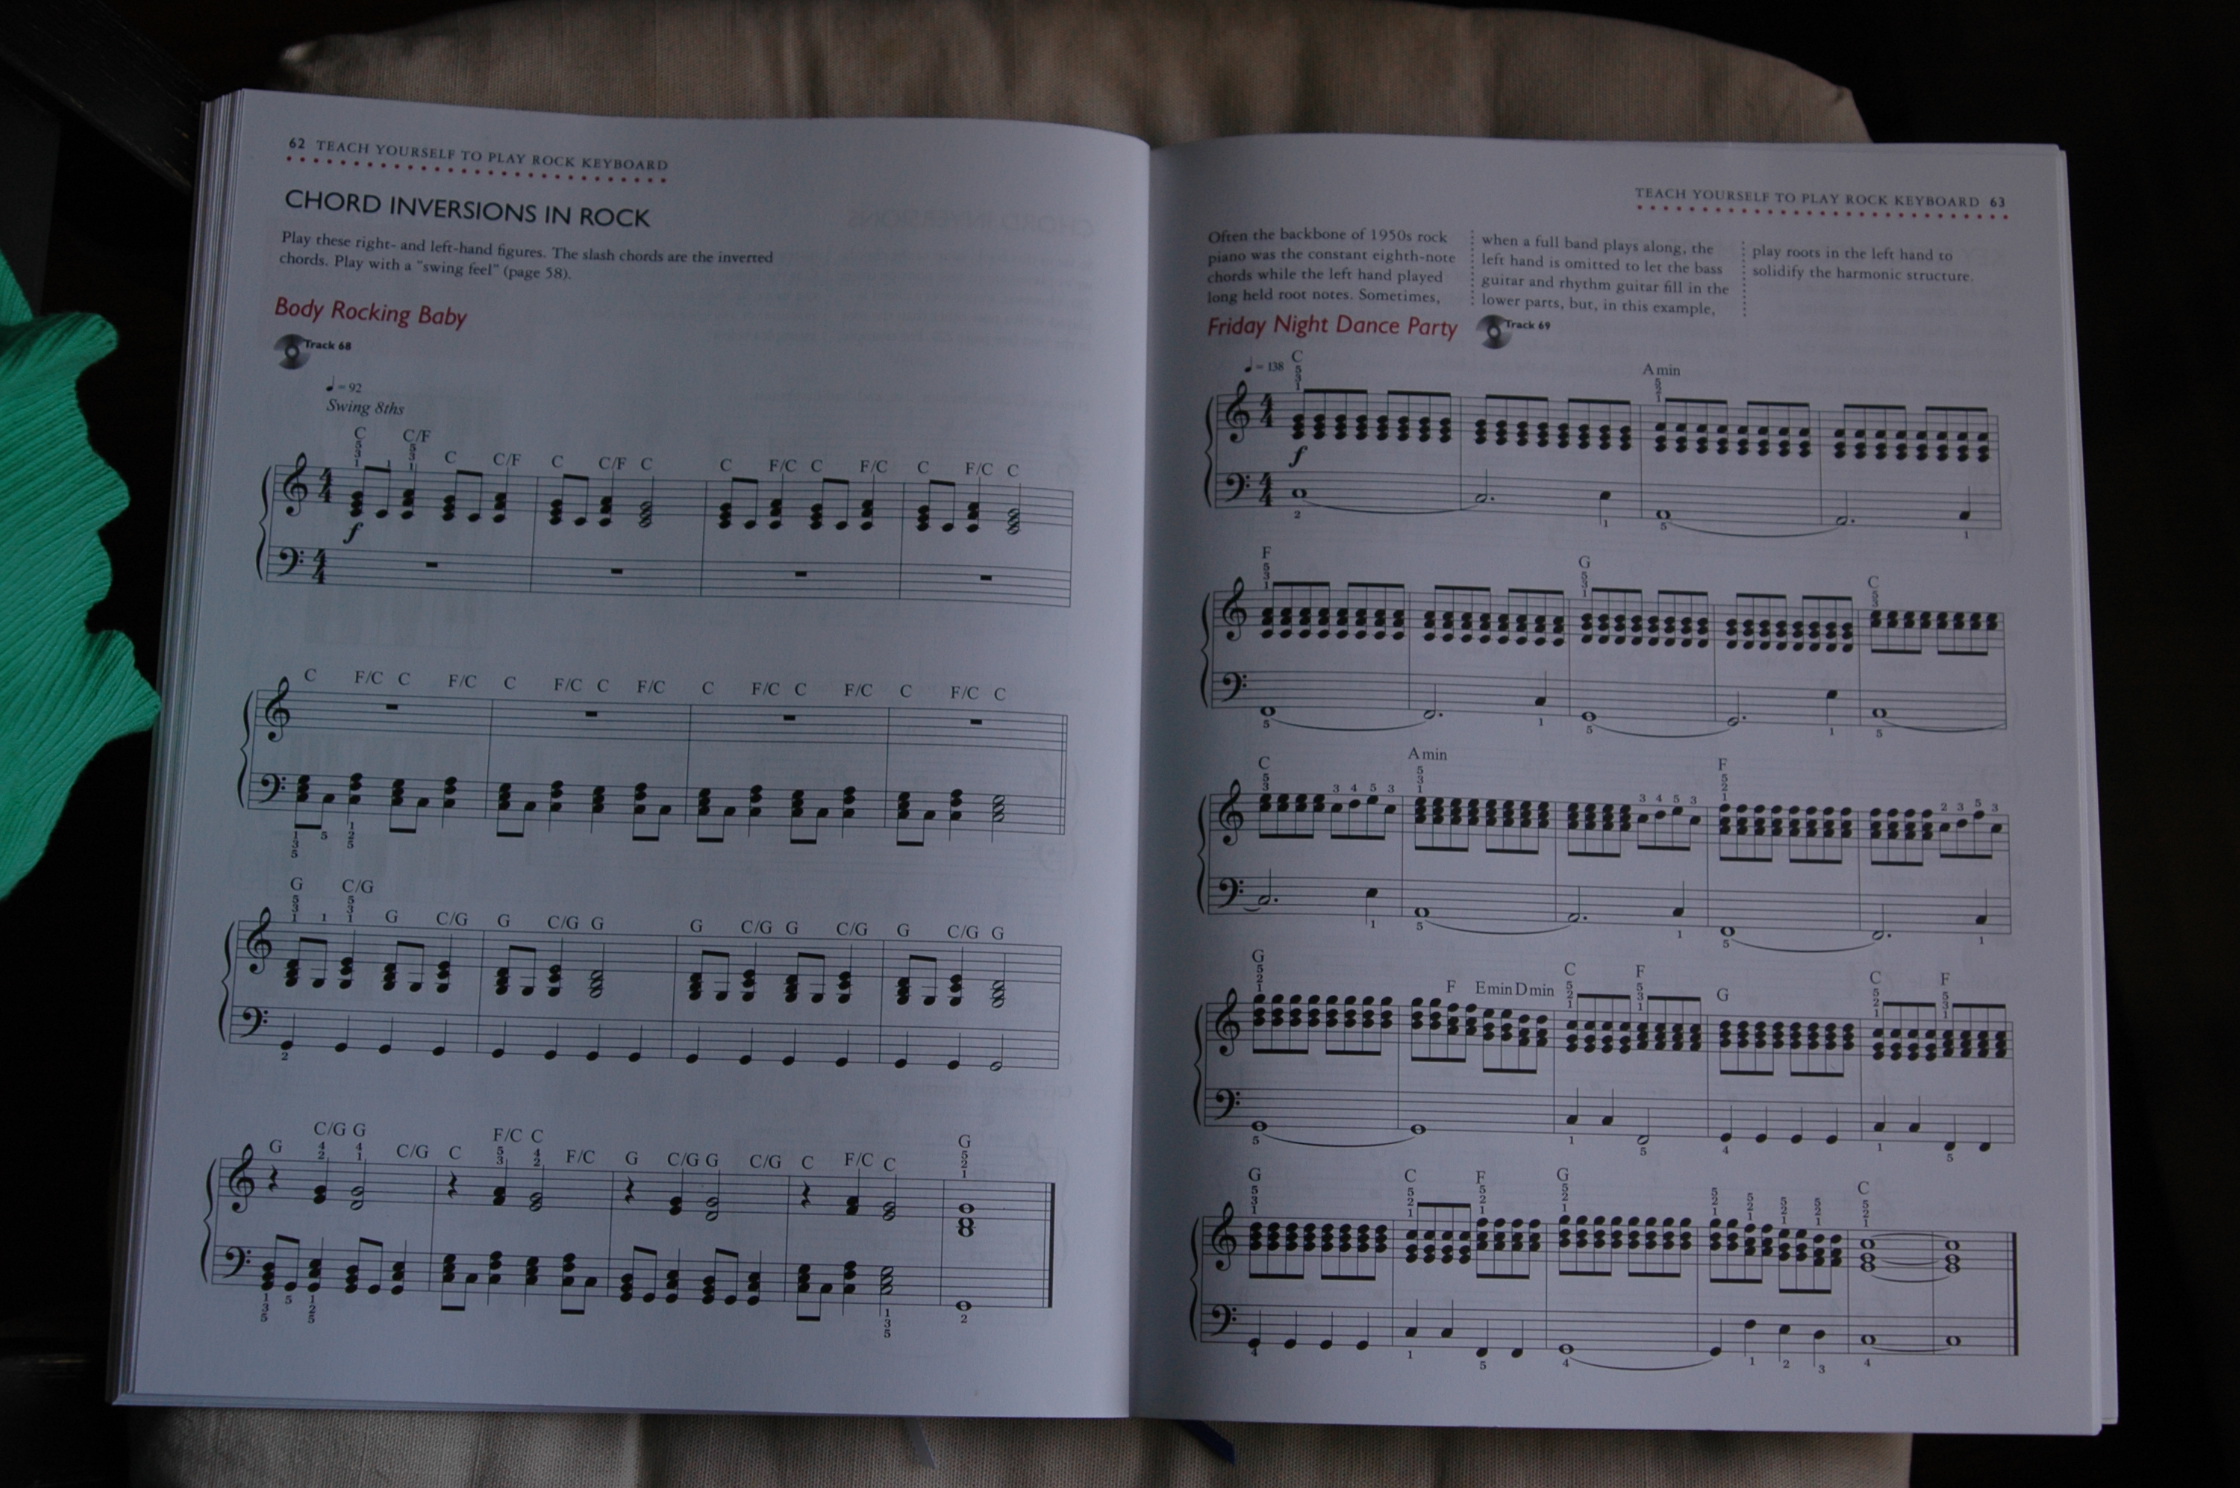 62 TEACH YOURSELF TO PLAY ROCK KEYBOARD
CHORD INVERSIONS IN ROCK
Play these right- and left-hand figures. The slash chords are the inverted
chords. Play with a "swing feel" (page 58).
Body Rocking Baby
Track 68
♩ = 92
Swing 8ths
C C/F C C/F C C/F C C F/C C F/C C F/C C
f
C F/C C F/C C F/C C F/C C F/C C F/C C F/C C
G C/G G C/G G C/G G G C/G G C/G G C/G G
G C/G G C/G C F/C C F/C G C/G G C/G C F/C C G
TEACH YOURSELF TO PLAY ROCK KEYBOARD 63
Often the backbone of 1950s rock
piano was the constant eighth-note
chords while the left hand played
long held root notes. Sometimes,
when a full band plays along, the
left hand is omitted to let the bass
guitar and rhythm guitar fill in the
lower parts, but, in this example,
play roots in the left hand to
solidify the harmonic structure.
Friday Night Dance Party
Track 69
♩ = 138
C A min
f
F G C
C A min F
G F E min D min C F G C F
G C F G C